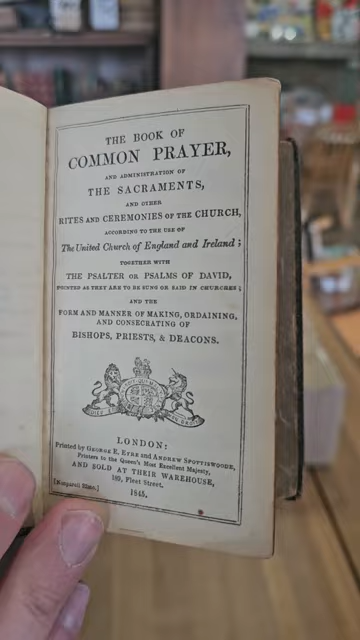 THE BOOK OF
COMMON PRAYER,
AND ADMINISTRATION OF
THE SACRAMENTS,
AND OTHER
RITES AND CEREMONIES OF THE CHURCH,
ACCORDING TO THE USE OF
The United Church of England and Ireland;
TOGETHER WITH
THE PSALTER OR PSALMS OF DAVID,
POINTED AS THEY ARE TO BE SUNG OR SAID IN CHURCHES;
AND THE
FORM AND MANNER OF MAKING, ORDAINING,
AND CONSECRATING OF
BISHOPS, PRIESTS, & DEACONS.
LONDON:
Printed by GEORGE E. EYRE and ANDREW SPOTTISWOODE,
Printers to the Queen's Most Excellent Majesty,
AND SOLD AT THEIR WAREHOUSE,
189, Fleet Street.
[Nonpareil 32mo.]
1845.